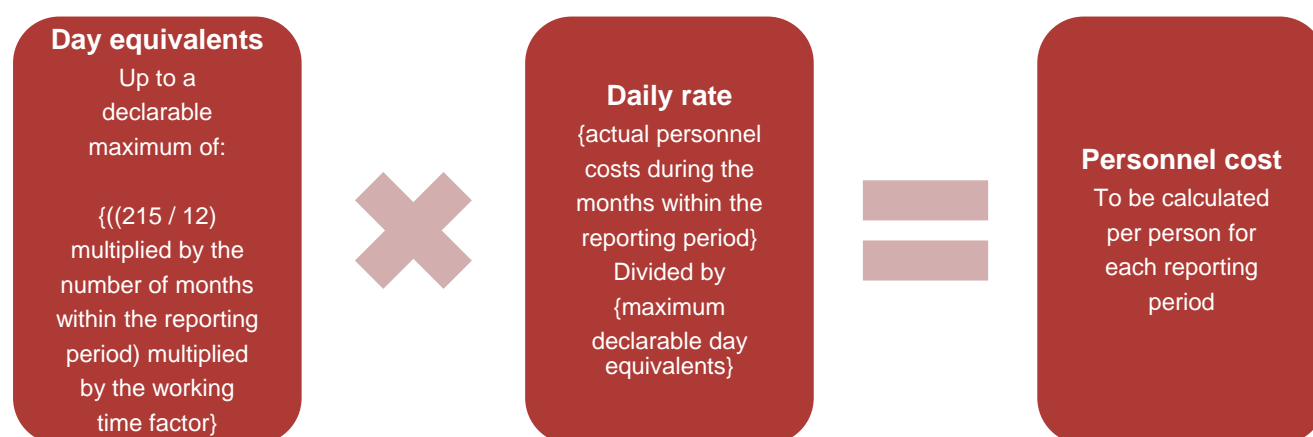 Day equivalents
Up to a
declarable
maximum of:
{((215 / 12)
multiplied by the
number of months
within the reporting
period) multiplied
by the working
time factor}
Daily rate
{actual personnel
costs during the
months within the
reporting period}
Divided by
{maximum
declarable day
equivalents}
Personnel cost
To be calculated
per person for
each reporting
period